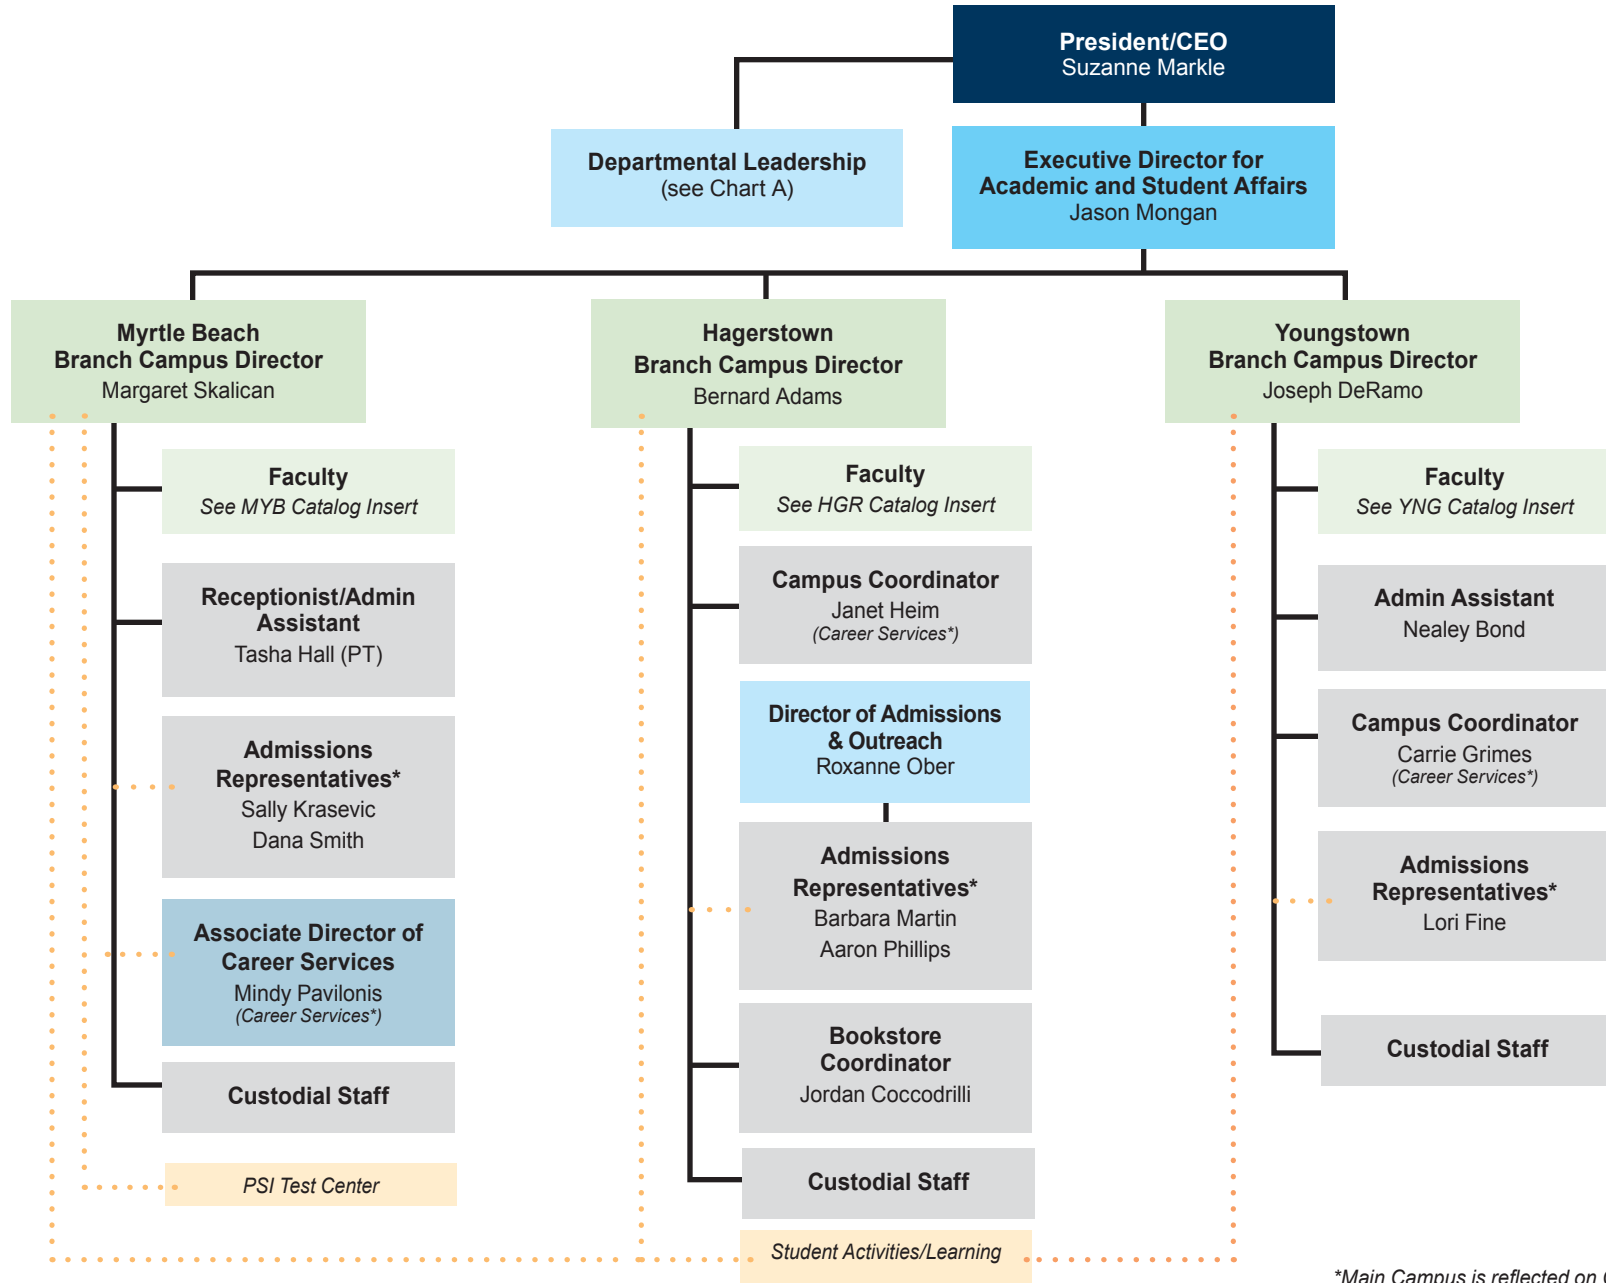 President/CEO
Suzanne Markle
Departmental Leadership
(see Chart A)
Executive Director for
Academic and Student Affairs
Jason Mongan
Myrtle Beach
Branch Campus Director
Margaret Skalican
Hagerstown
Branch Campus Director
Bernard Adams
Youngstown
Branch Campus Director
Joseph DeRamo
Faculty
See MYB Catalog Insert
Receptionist/Admin
Assistant
Tasha Hall (PT)
Admissions
Representatives*
Sally Krasevic
Dana Smith
Associate Director of
Career Services
Mindy Pavilonis
(Career Services*)
Custodial Staff
PSI Test Center
Faculty
See HGR Catalog Insert
Campus Coordinator
Janet Heim
(Career Services*)
Director of Admissions
& Outreach
Roxanne Ober
Admissions
Representatives*
Barbara Martin
Aaron Phillips
Bookstore
Coordinator
Jordan Coccodrilli
Custodial Staff
Student Activities/Learning
Faculty
See YNG Catalog Insert
Admin Assistant
Nealey Bond
Campus Coordinator
Carrie Grimes
(Career Services*)
Admissions
Representatives*
Lori Fine
Custodial Staff
*Main Campus is reflected on